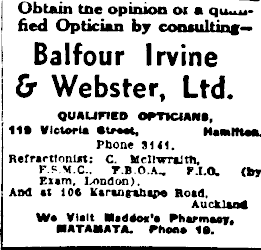 Obtain the opinion of a quali-
fied Optician by consulting—
Balfour Irvine
& Webster, Ltd.
QUALIFIED OPTICIANS,
119 Victoria Street, Hamilton.
Phone 3141.
Refractionist: C. McIlwraith,
F.S.M.C., F.B.O.A., F.I.O. (by
Exam, London).
And at 106 Karangahape Road,
Auckland
We Visit Maddox's Pharmacy,
MATAMATA. Phone 19.